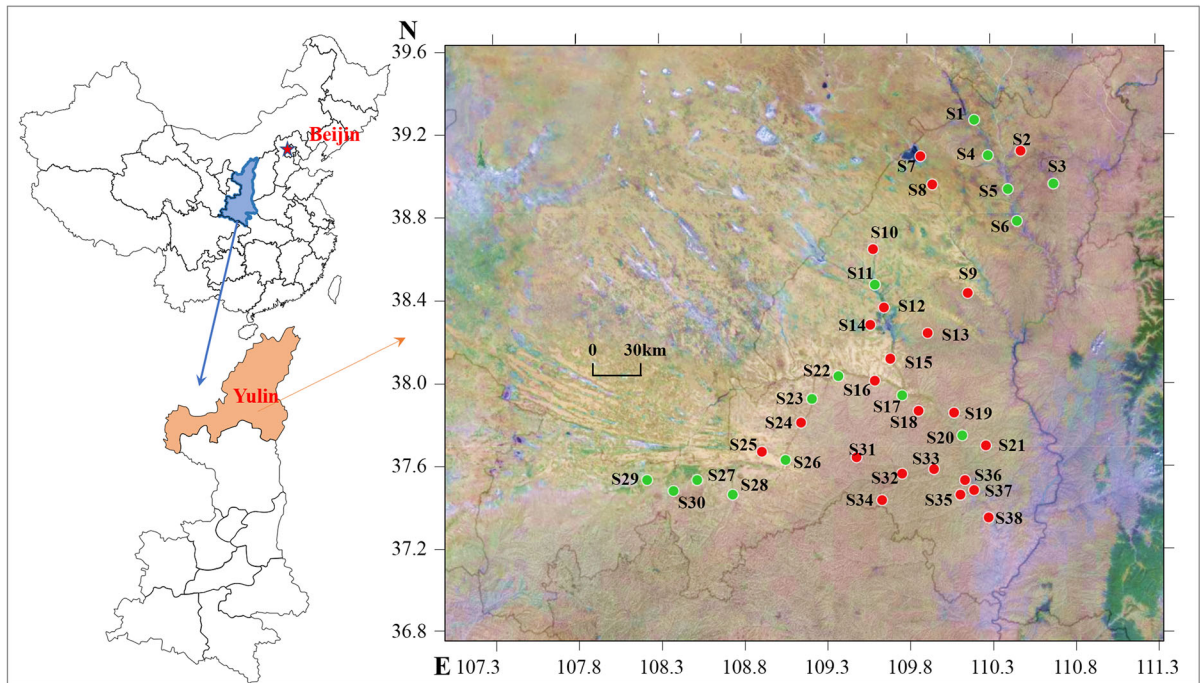 N
39.6
39.2
38.8
38.4
38.0
37.6
37.2
36.8
E
107.3 107.8 108.3 108.8 109.3 109.8 110.3 110.8 111.3
Beijin
Yulin
0 30km
S1
S2
S3
S4
S5
S6
S7
S8
S9
S10
S11
S12
S13
S14
S15
S16
S17
S18
S19
S20
S21
S22
S23
S24
S25
S26
S27
S28
S29
S30
S31
S32
S33
S34
S35
S36
S37
S38